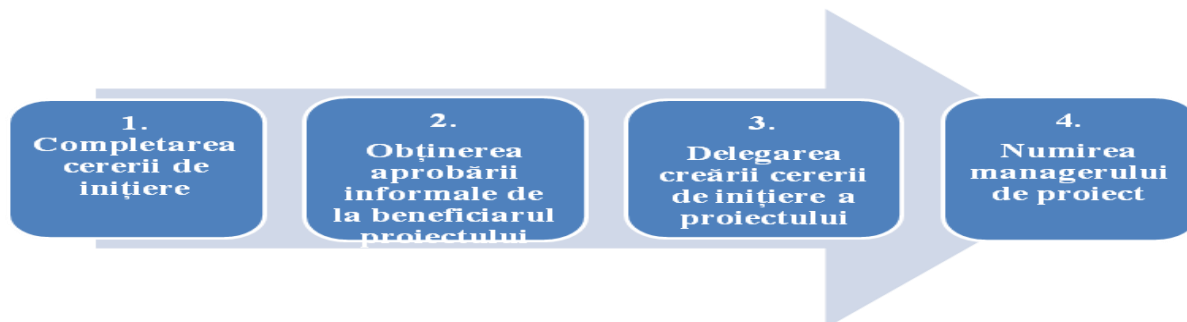 1.
Completarea
cererii de
inițiere
2.
Obținerea
aprobării
informale de
la beneficiarul
proiectului
3.
Delegarea
creării cererii
de inițiere a
proiectului
4.
Numirea
managerului
de proiect